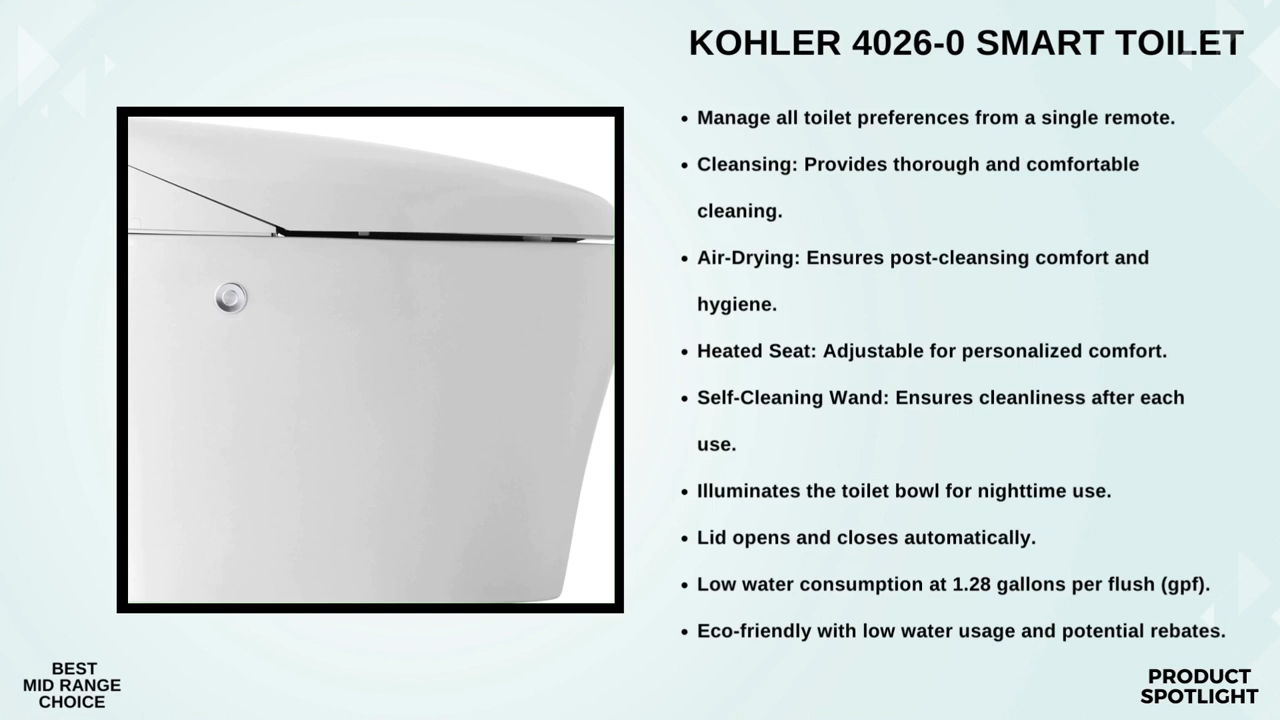 KOHLER 4026-0 SMART TOILET
• Manage all toilet preferences from a single remote.
• Cleansing: Provides thorough and comfortable
cleaning.
• Air-Drying: Ensures post-cleansing comfort and
hygiene.
• Heated Seat: Adjustable for personalized comfort.
• Self-Cleaning Wand: Ensures cleanliness after each
use.
• Illuminates the toilet bowl for nighttime use.
• Lid opens and closes automatically.
• Low water consumption at 1.28 gallons per flush (gpf).
• Eco-friendly with low water usage and potential rebates.
BEST
MID RANGE
CHOICE
PRODUCT
SPOTLIGHT